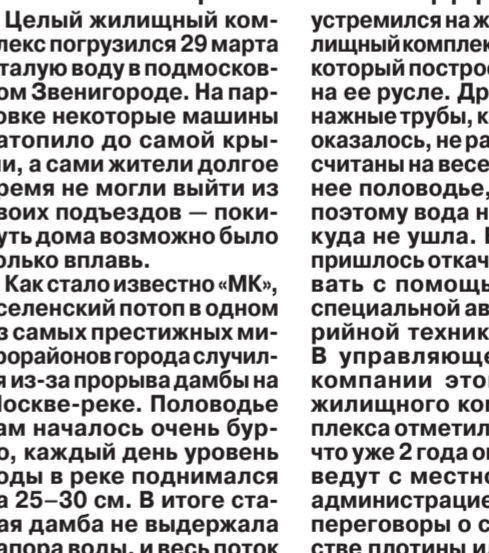 Целый жилищный ком-
лекс погрузился 29 марта
талую воду в подмосков-
ом Звенигороде. На пар-
овке некоторые машины
атопило до самой кры-
и, а сами жители долгое
ремя не могли выйти из
воих подъездов — поки-
уть дома возможно было
олько вплавь.
Как стало известно «МК»,
селенский потоп в одном
з самых престижных ми-
рорайонов города случил-
я из-за прорыва дамбы на
оскве-реке. Половодье
ам началось очень бур-
о, каждый день уровень
оды в реке поднимался
а 25–30 см. В итоге ста-
ая дамба не выдержала
апора воды, и весь поток
устремился на ж
лищный комплек
который построе
на ее русле. Др
нажные трубы, к
оказалось, не ра
считаны на весе
нее половодье,
поэтому вода н
куда не ушла.
пришлось откач
вать с помощь
специальной ав
рийной техник
В управляюще
компании это
жилищного ко
плекса отметил
что уже 2 года о
ведут с местно
администрацие
переговоры о с
стве плотины и